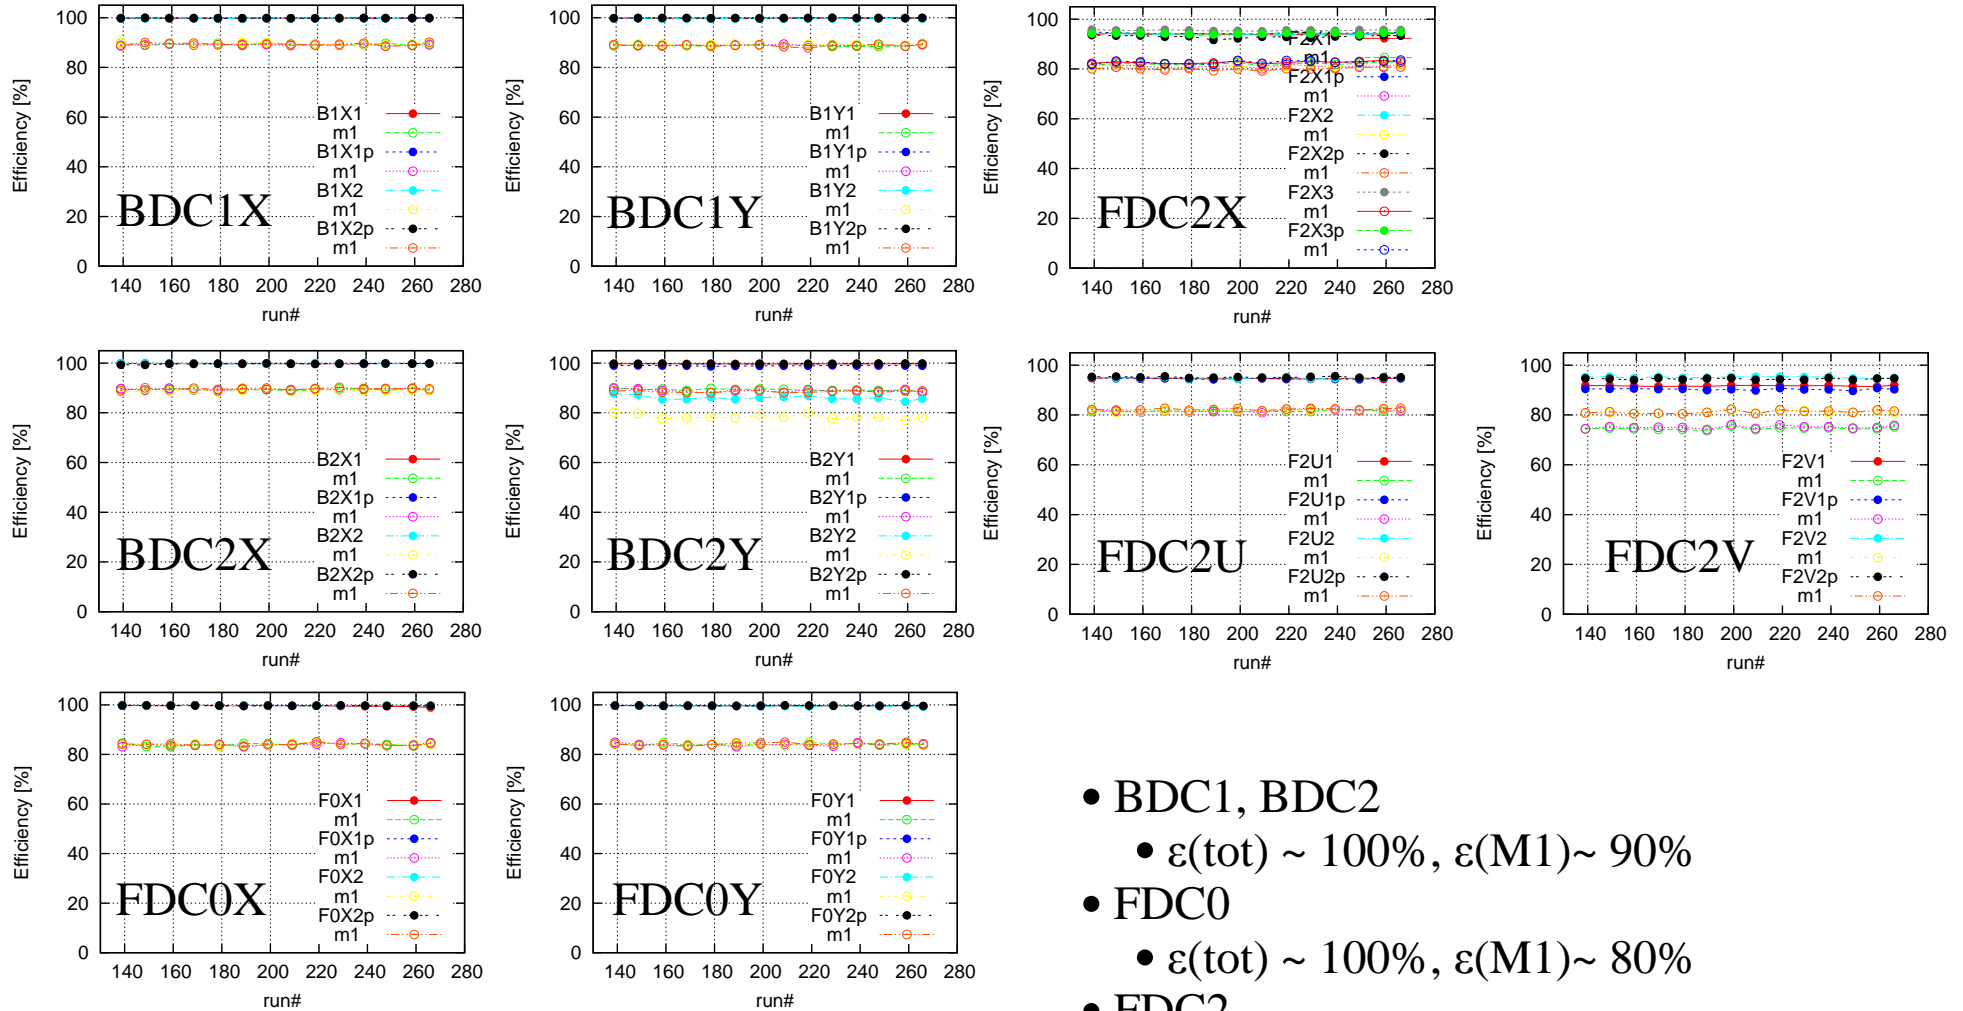 100
80
60
40
20
0
140 160 180 200 220 240 260 280
Efficiency [%]
run#
BDC1X
B1X1
m1
B1X1p
m1
B1X2
m1
B1X2p
m1
100
80
60
40
20
0
140 160 180 200 220 240 260 280
Efficiency [%]
run#
BDC1Y
B1Y1
m1
B1Y1p
m1
B1Y2
m1
B1Y2p
m1
100
80
60
40
20
0
140 160 180 200 220 240 260 280
Efficiency [%]
run#
FDC2X
F2X1
m1
F2X1p
m1
F2X2
m1
F2X2p
m1
F2X3
m1
F2X3p
m1
100
80
60
40
20
0
140 160 180 200 220 240 260 280
Efficiency [%]
run#
BDC2X
B2X1
m1
B2X1p
m1
B2X2
m1
B2X2p
m1
100
80
60
40
20
0
140 160 180 200 220 240 260 280
Efficiency [%]
run#
BDC2Y
B2Y1
m1
B2Y1p
m1
B2Y2
m1
B2Y2p
m1
100
80
60
40
20
0
140 160 180 200 220 240 260 280
Efficiency [%]
run#
FDC2U
F2U1
m1
F2U1p
m1
F2U2
m1
F2U2p
m1
100
80
60
40
20
0
140 160 180 200 220 240 260 280
Efficiency [%]
run#
FDC2V
F2V1
m1
F2V1p
m1
F2V2
m1
F2V2p
m1
100
80
60
40
20
0
140 160 180 200 220 240 260 280
Efficiency [%]
run#
FDC0X
F0X1
m1
F0X1p
m1
F0X2
m1
F0X2p
m1
100
80
60
40
20
0
140 160 180 200 220 240 260 280
Efficiency [%]
run#
FDC0Y
F0Y1
m1
F0Y1p
m1
F0Y2
m1
F0Y2p
m1
• BDC1, BDC2
• ε(tot) ~ 100%, ε(M1)~ 90%
• FDC0
• ε(tot) ~ 100%, ε(M1)~ 80%
• FDC2